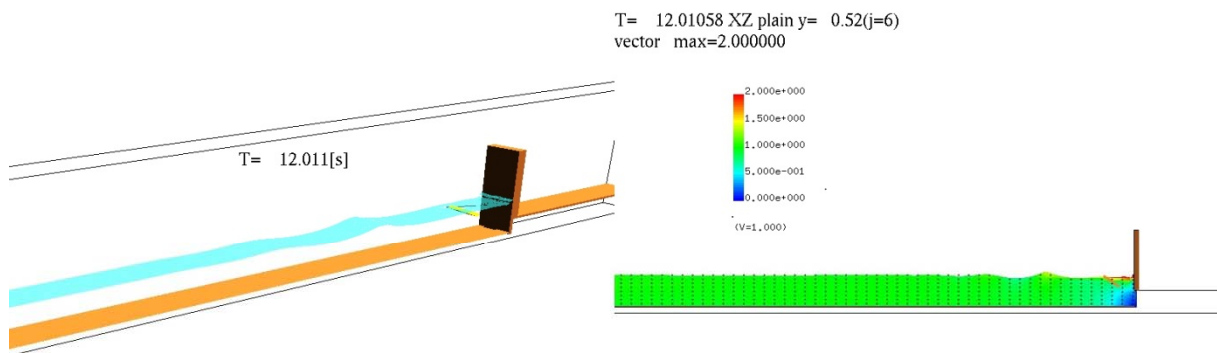 T= 12.011[s]
T= 12.01058 XZ plain y= 0.52(j=6)
vector max=2.000000
2.000e+000
1.500e+000
1.000e+000
5.000e-001
0.000e+000
(V=1.000)